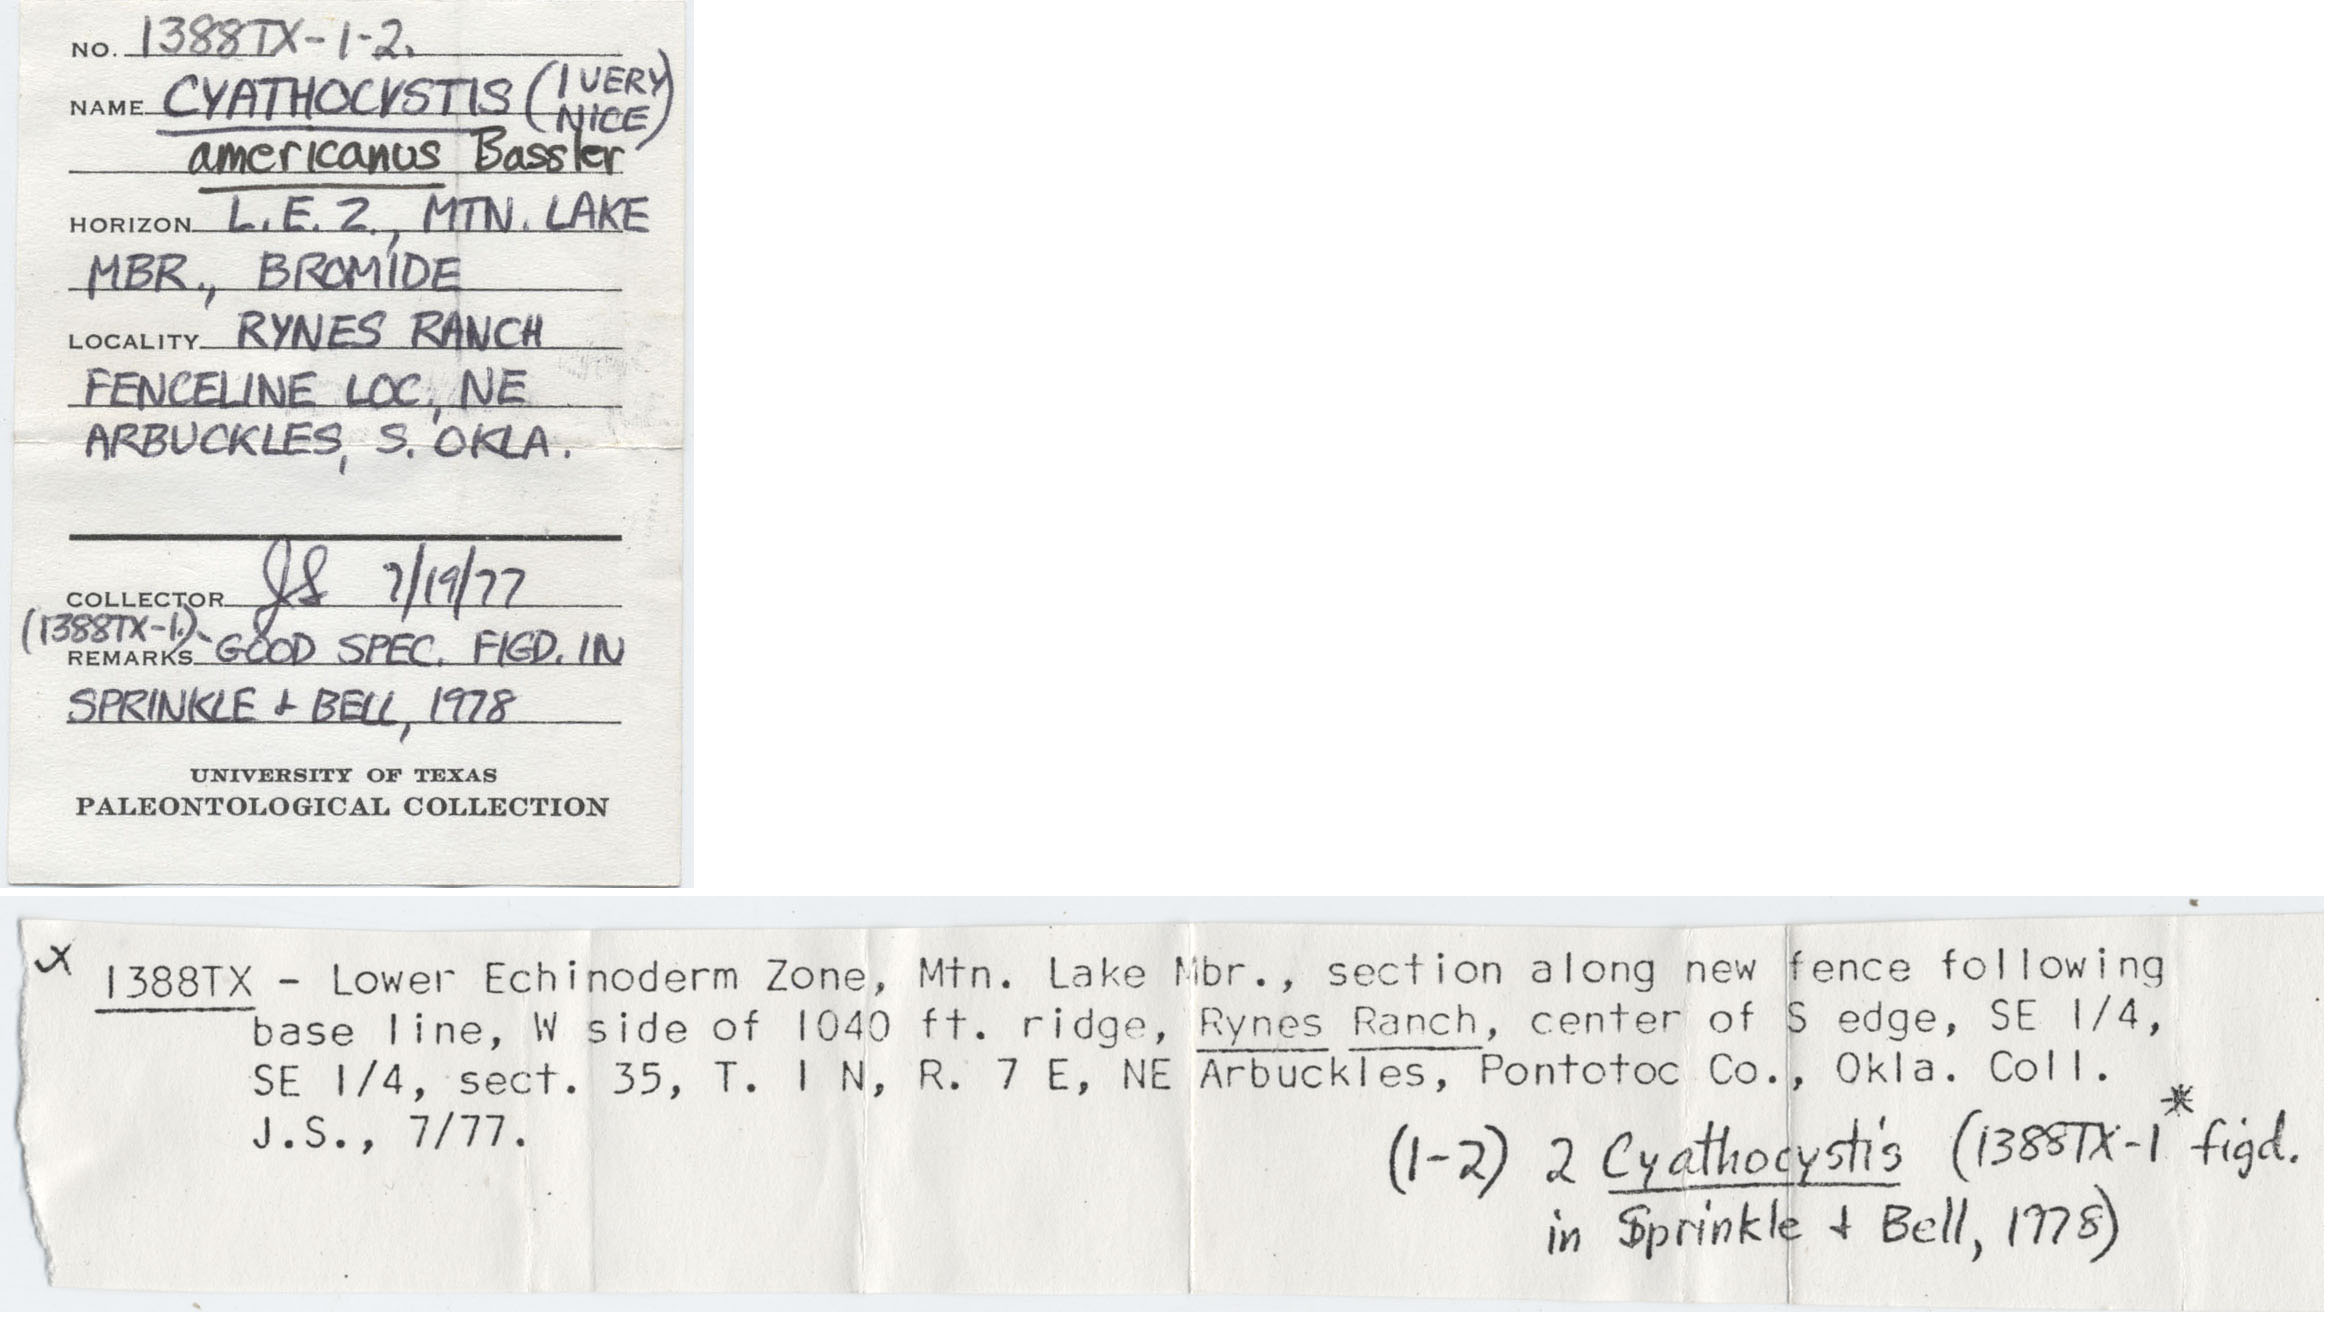 NO. 1388TX-1-2.
NAME CYATHOCYSTIS (1 VERY NICE)
americanus Bassler
HORIZON L.E.Z., MTN. LAKE
MBR., BROMIDE
LOCALITY RYNES RANCH
FENCELINE LOC., NE
ARBUCKLES, S. OKLA.
COLLECTOR JS 7/19/77
(1388TX-1.)
REMARKS GOOD SPEC. FIGD. IN
SPRINKLE & BELL, 1978
UNIVERSITY OF TEXAS
PALEONTOLOGICAL COLLECTION
x 1388TX - Lower Echinoderm Zone, Mtn. Lake Mbr., section along new fence following
base line, W side of 1040 ft. ridge, Rynes Ranch, center of S edge, SE 1/4,
SE 1/4, sect. 35, T. 1 N, R. 7 E, NE Arbuckles, Pontotoc Co., Okla. Coll.
J.S., 7/77.
(1-2) 2 Cyathocystis (1388TX-1* figd.
in Sprinkle & Bell, 1978)